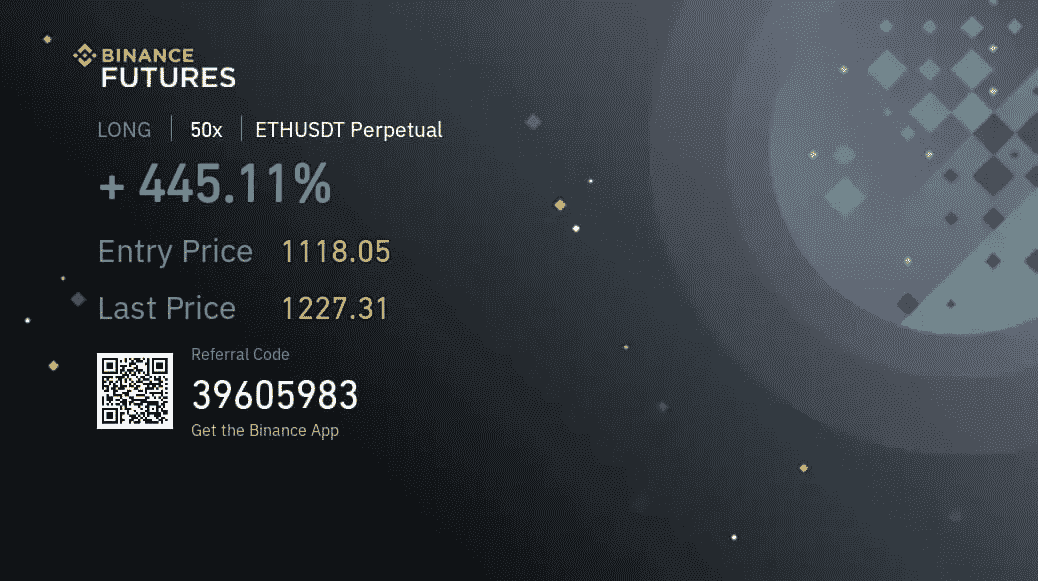 BINANCE
FUTURES
LONG | 50x | ETHUSDT Perpetual
+ 445.11%
Entry Price 1118.05
Last Price 1227.31
Referral Code
39605983
Get the Binance App